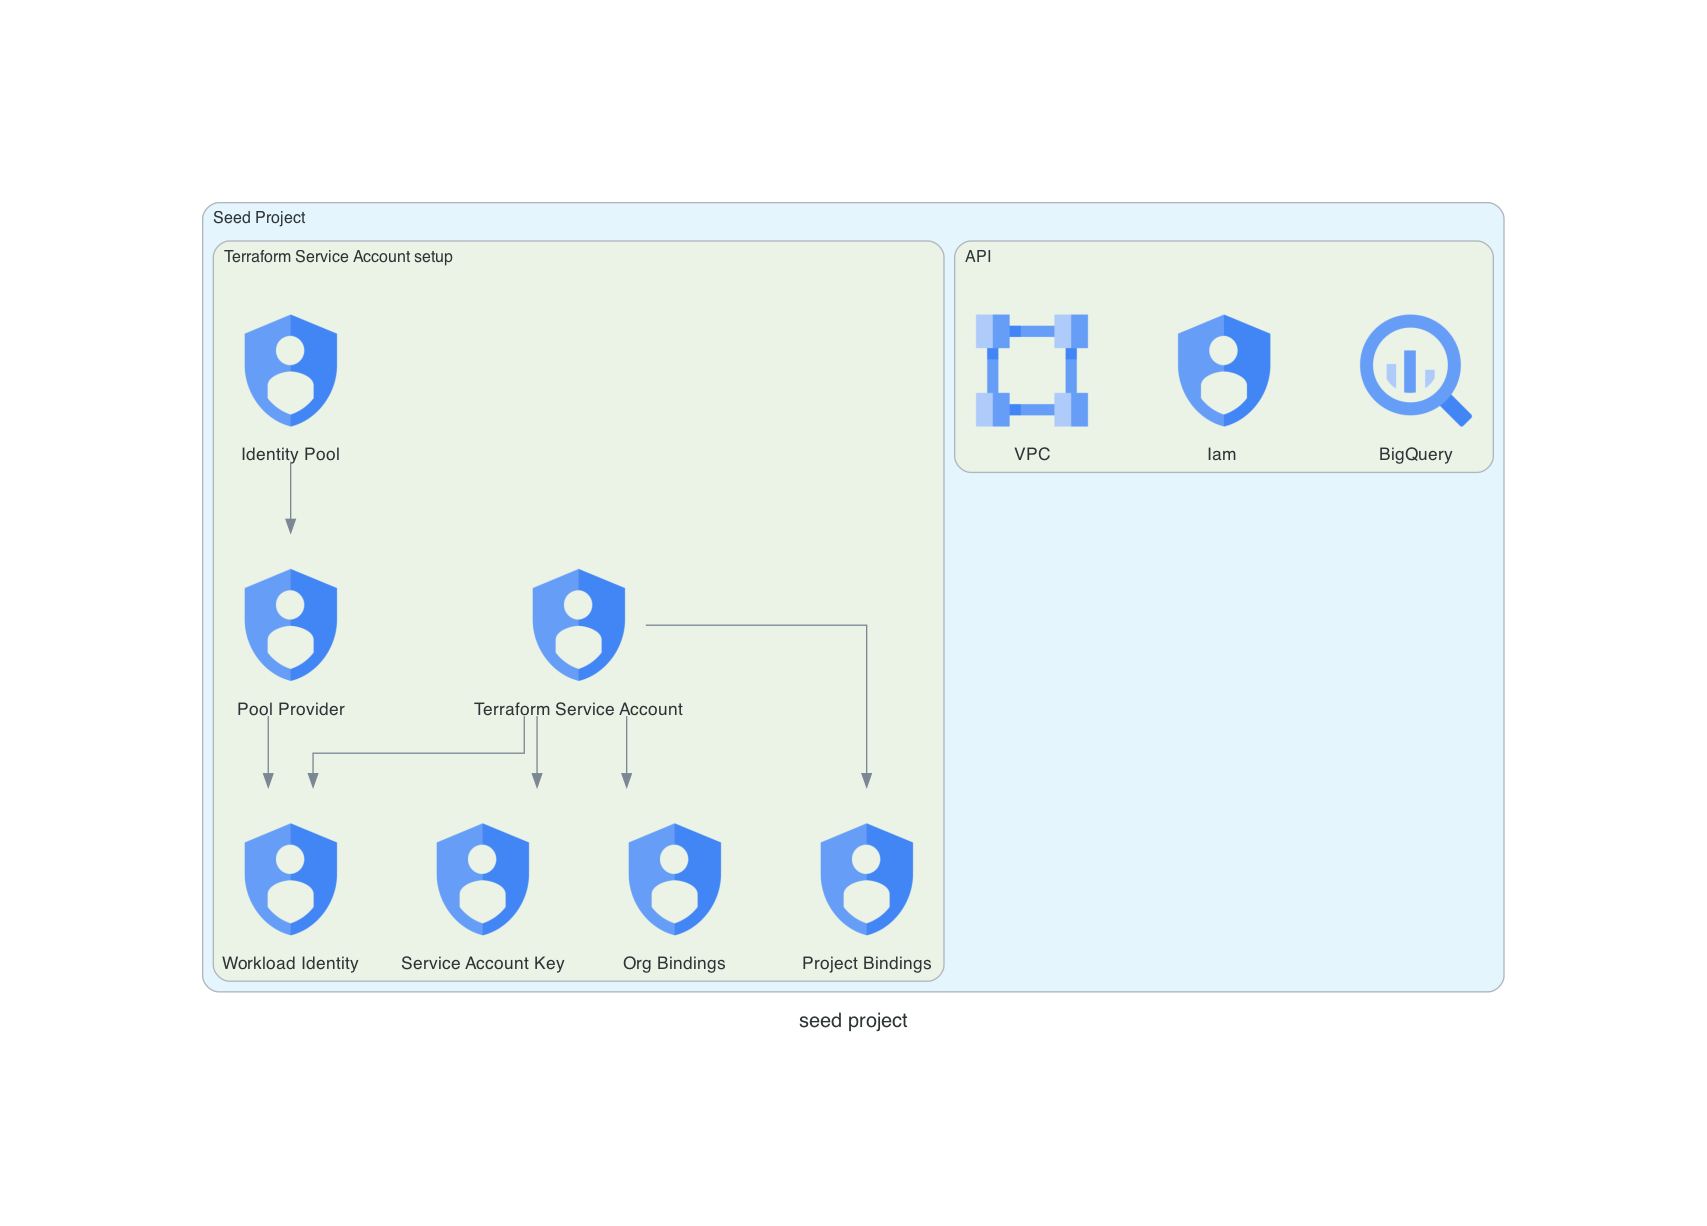 Seed Project
Terraform Service Account setup
API
Identity Pool
VPC
Iam
BigQuery
Pool Provider
Terraform Service Account
Workload Identity
Service Account Key
Org Bindings
Project Bindings
seed project